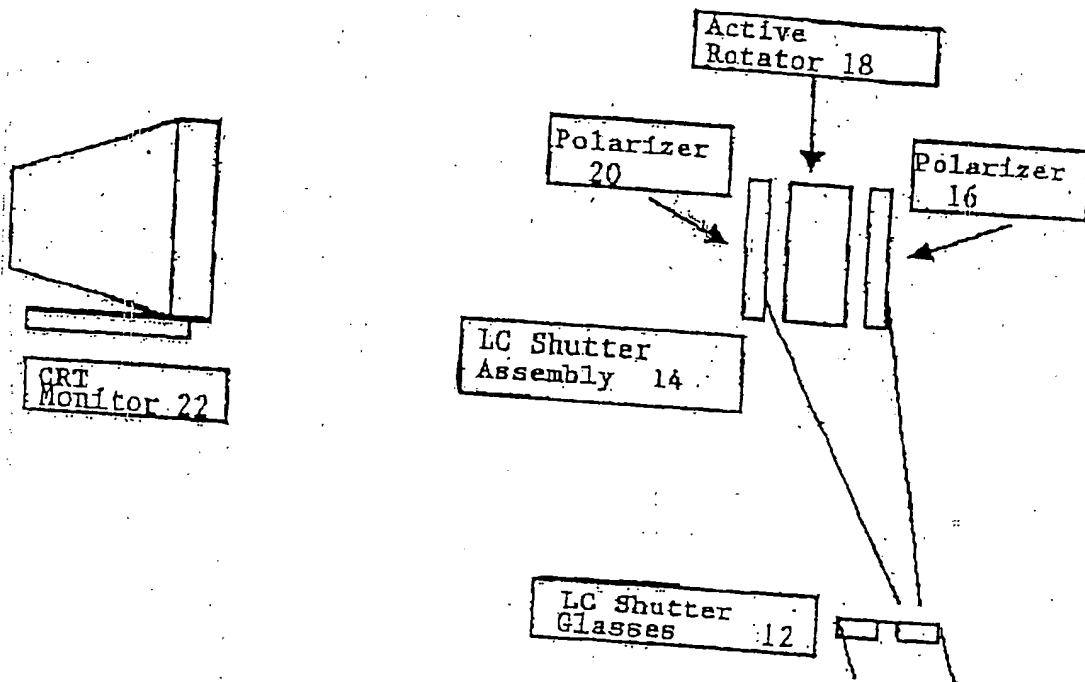 Active
Rotator 18
Polarizer
20
Polarizer
16
LC Shutter
Assembly 14
CRT
Monitor 22
LC Shutter
Glasses 12